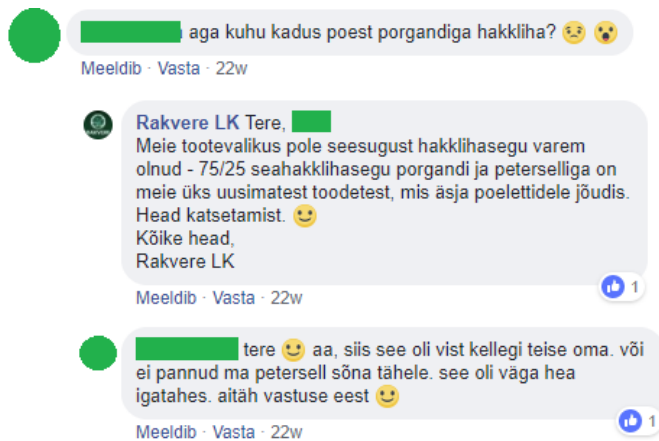 aga kuhu kadus poest porgandiga hakkliha? 😒 😮
Meeldib · Vasta · 22w
Rakvere LK Tere,
Meie tootevalikus pole seesugust hakklihasegu varem
olnud - 75/25 seahakklihasegu porgandi ja peterselliga on
meie üks uusimatest toodetest, mis äsja poelettidele jõudis.
Head katsetamist. 🙂
Kõike head,
Rakvere LK
1
Meeldib · Vasta · 22w
tere 🙂 aa, siis see oli vist kellegi teise oma. või
ei pannud ma petersell sõna tähele. see oli väga hea
igatahes. aitäh vastuse eest 🙂
1
Meeldib · Vasta · 22w